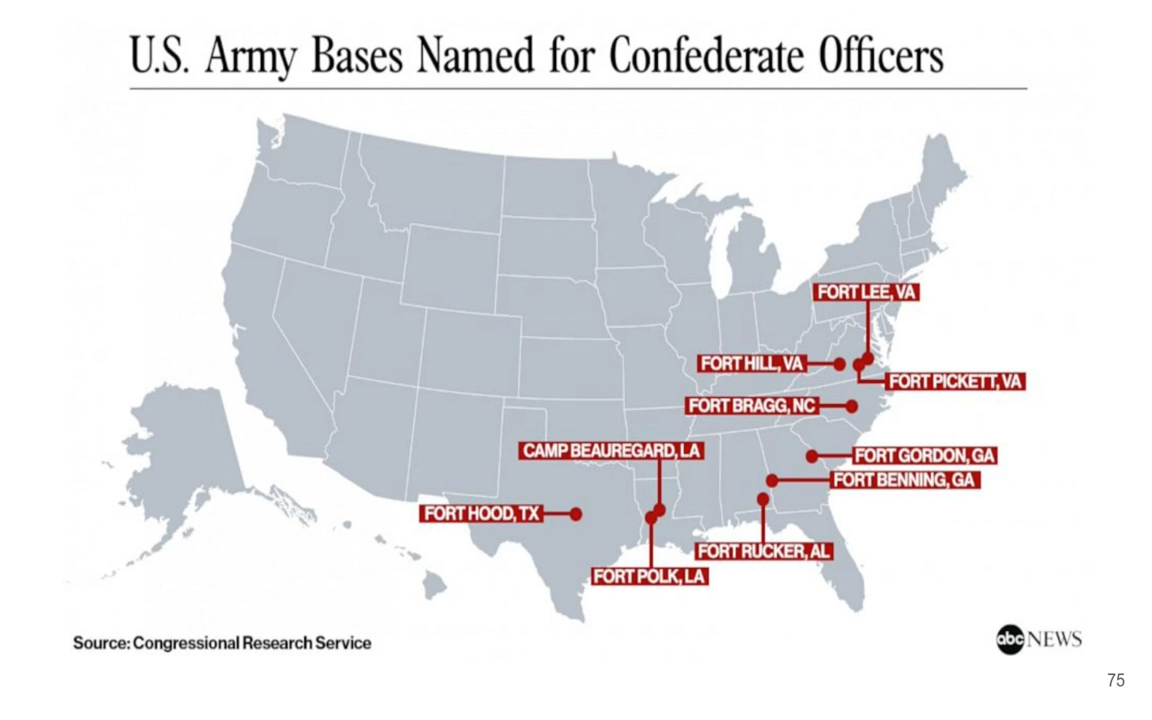 U.S. Army Bases Named for Confederate Officers
FORT LEE, VA
FORT HILL, VA
FORT PICKETT, VA
FORT BRAGG, NC
CAMP BEAUREGARD, LA
FORT GORDON, GA
FORT BENNING, GA
FORT HOOD, TX
FORT RUCKER, AL
FORT POLK, LA
Source: Congressional Research Service
abc NEWS
75